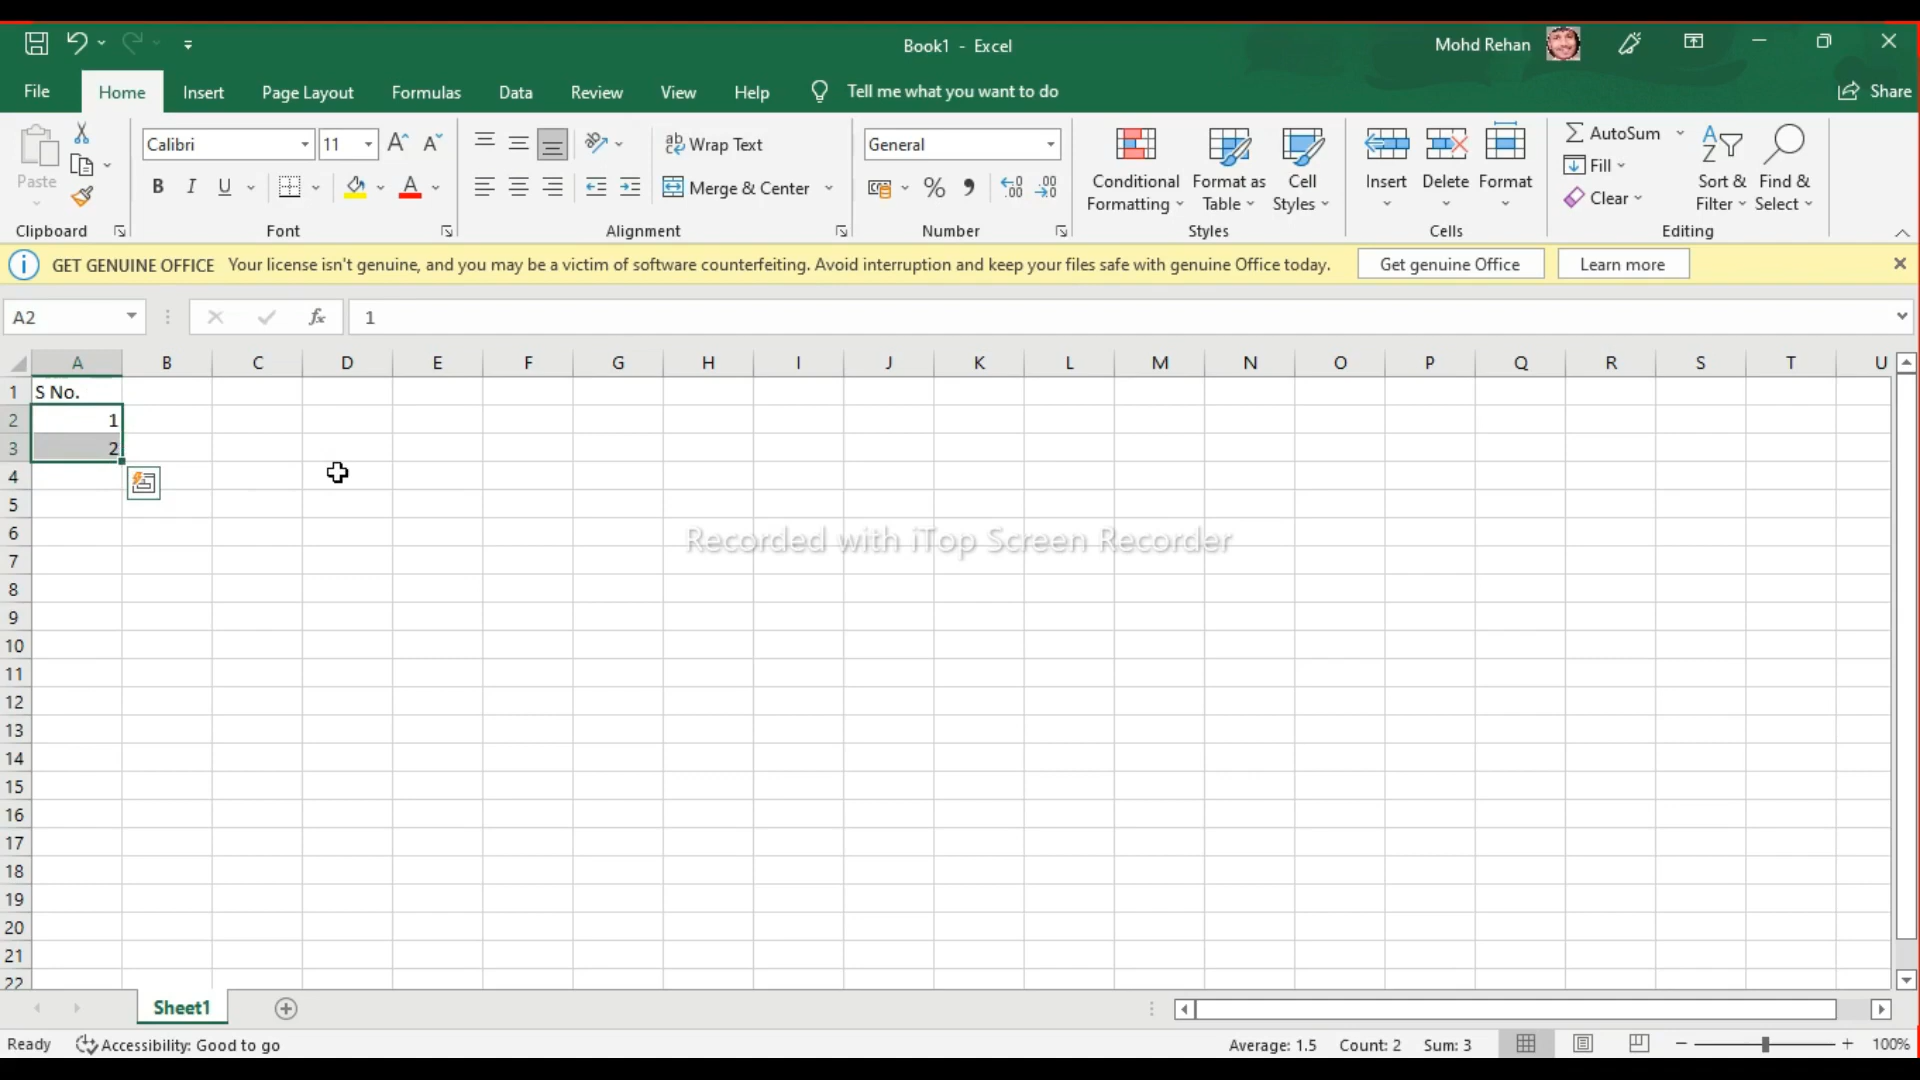 Book1 - Excel
Mohd Rehan
File Home Insert Page Layout Formulas Data Review View Help Tell me what you want to do Share
Paste
Calibri 11
Wrap Text
General
Conditional Formatting
Format as Table
Cell Styles
Insert Delete Format
AutoSum
Fill
Clear
Sort & Filter
Find & Select
B I U
Merge & Center
Clipboard Font Alignment Number Styles Cells Editing
GET GENUINE OFFICE Your license isn't genuine, and you may be a victim of software counterfeiting. Avoid interruption and keep your files safe with genuine Office today. Get genuine Office Learn more
A2 fx 1
A B C D E F G H I J K L M N O P Q R S T U
1 S No.
2 1
3 2
4
5
6
Recorded with iTop Screen Recorder
7
8
9
10
11
12
13
14
15
16
17
18
19
20
21
22
Sheet1
Ready Accessibility: Good to go Average: 1.5 Count: 2 Sum: 3 100%